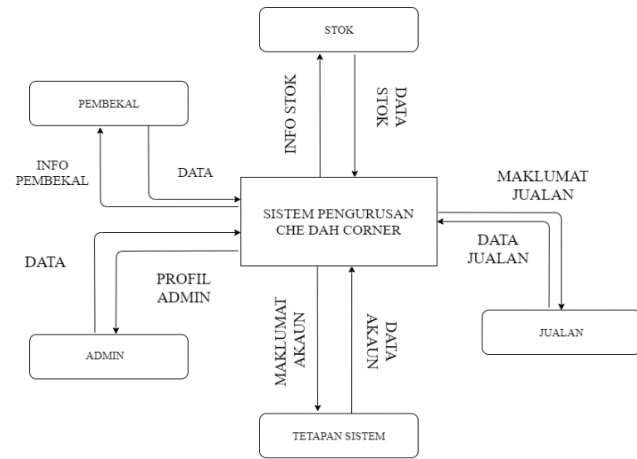 STOK
PEMBEKAL
INFO STOK
DATA
STOK
INFO
PEMBEKAL
DATA
MAKLUMAT
JUALAN
SISTEM PENGURUSAN
CHE DAH CORNER
DATA
JUALAN
DATA
PROFIL
ADMIN
JUALAN
ADMIN
MAKLUMAT
AKAUN
DATA
AKAUN
TETAPAN SISTEM